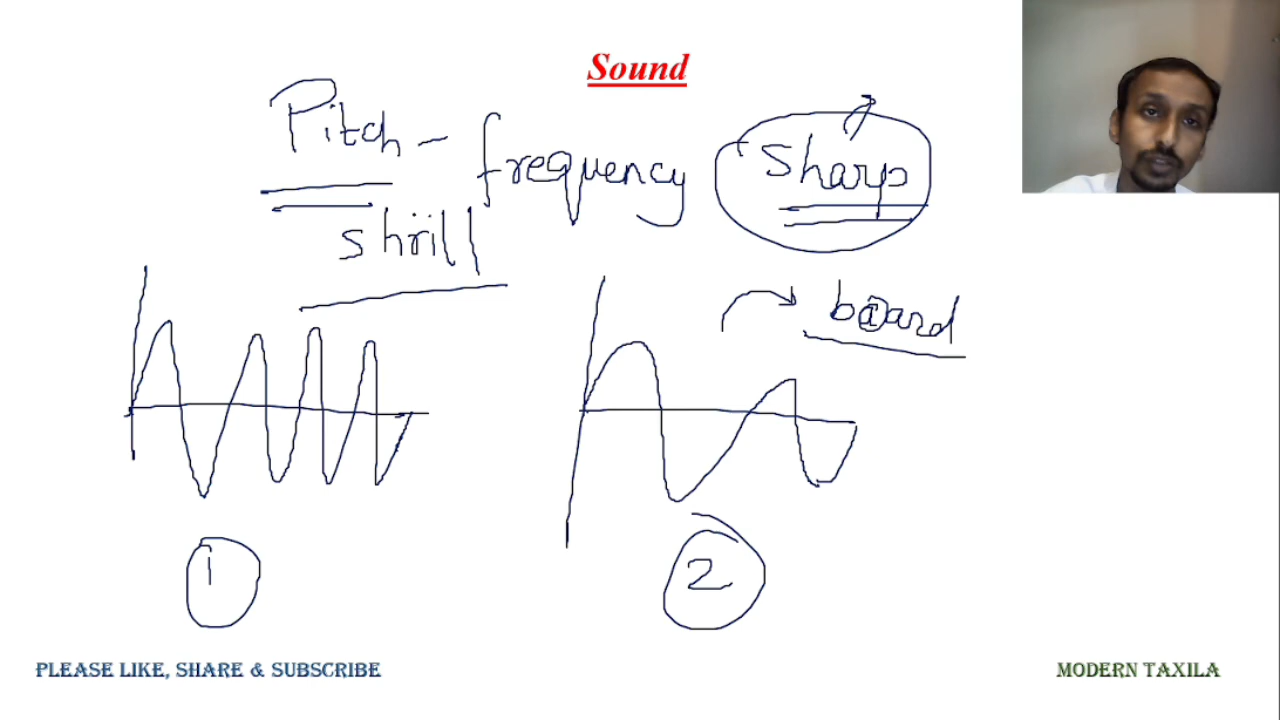 Sound
Pitch - frequency Sharp
shrill
board
1
2
PLEASE LIKE, SHARE & SUBSCRIBE
MODERN TAXILA